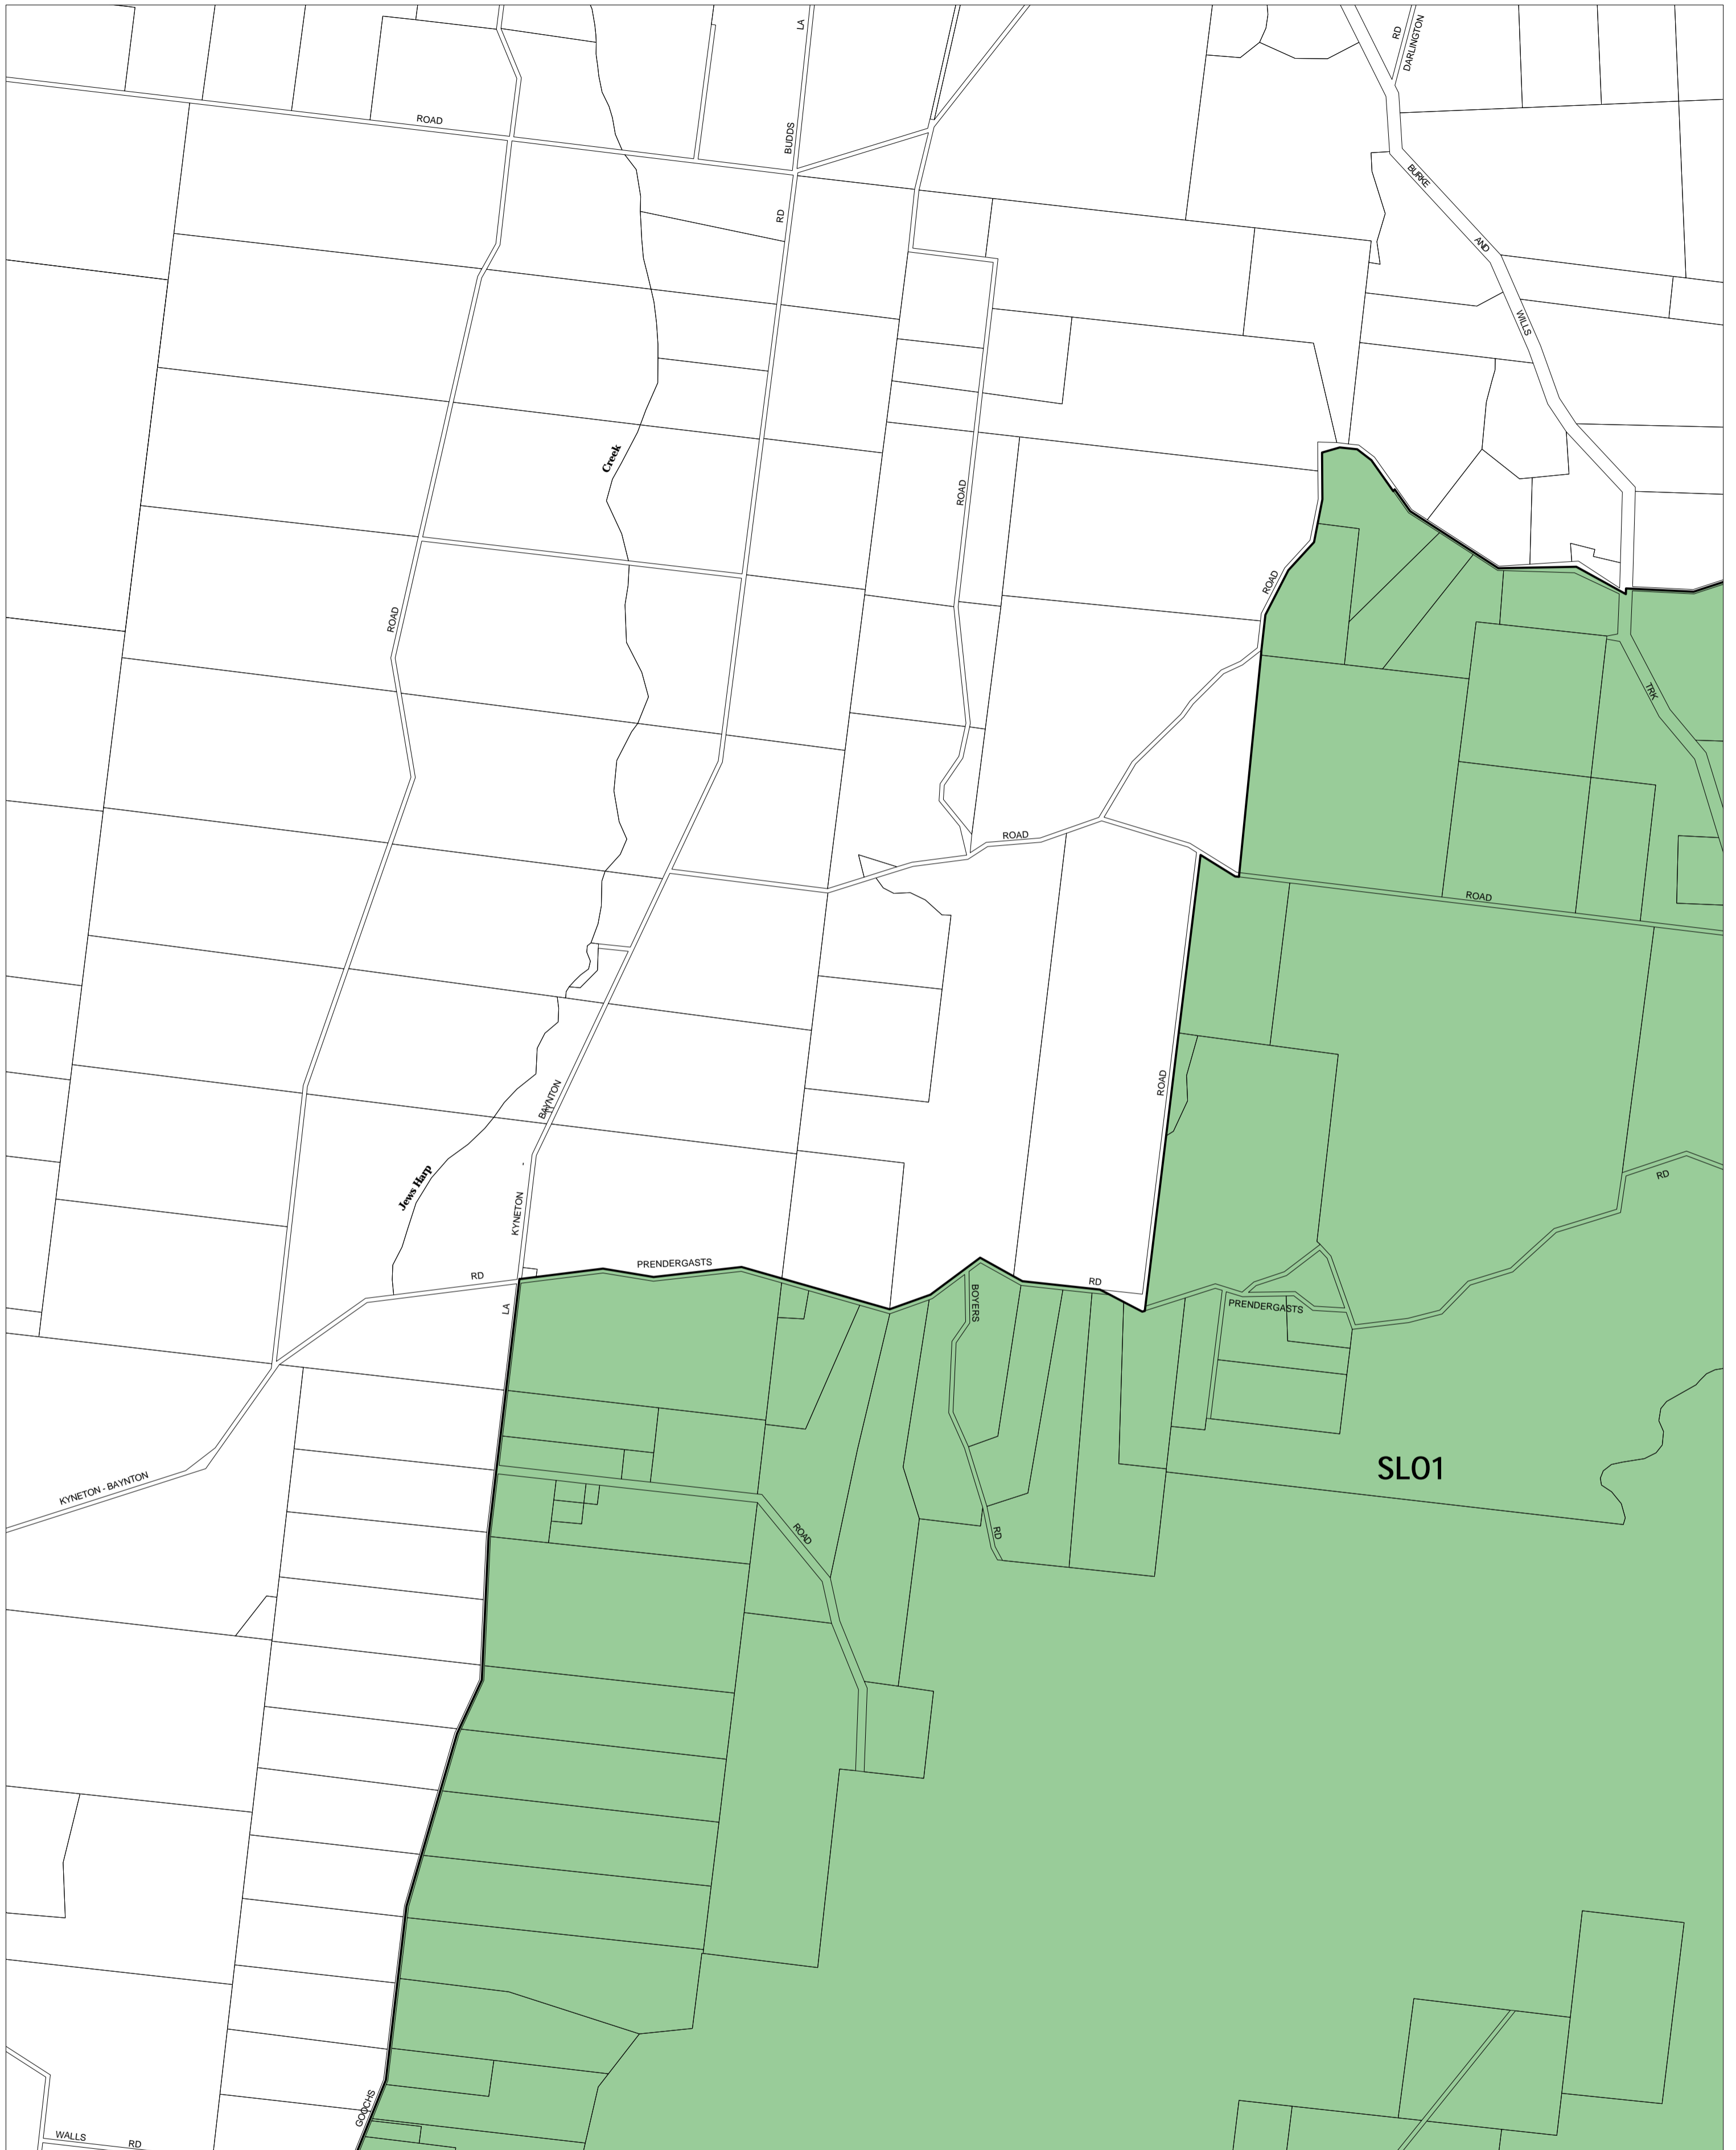 LA
RD
DARLINGTON
ROAD
BUDDS
BURKE
RD
AND
WILLS
Creek
ROAD
ROAD
ROAD
TRK
ROAD
ROAD
ROAD
BAYNTON
Jews Harp
RD
KYNETON
PRENDERGASTS
RD
RD
BOYERS
LA
PRENDERGASTS
SLO1
KYNETON - BAYNTON
ROAD
RD
GOOCHS
WALLS
RD